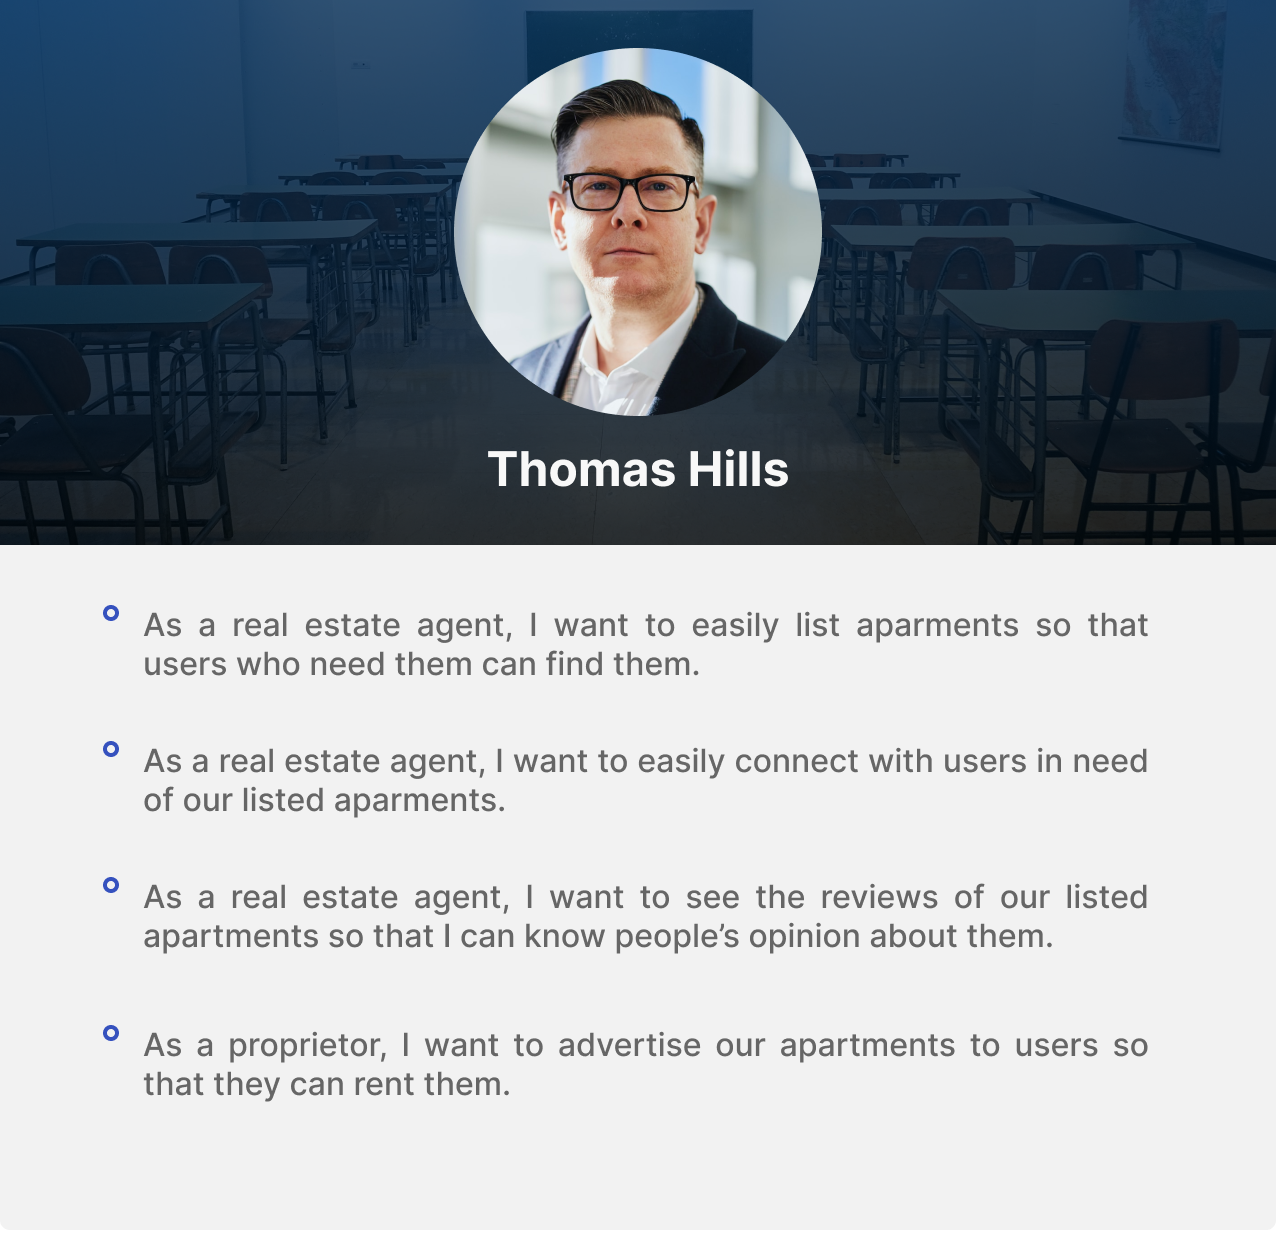 Thomas Hills
As a real estate agent, I want to easily list aparments so that
users who need them can find them.
As a real estate agent, I want to easily connect with users in need
of our listed aparments.
As a real estate agent, I want to see the reviews of our listed
apartments so that I can know people’s opinion about them.
As a proprietor, I want to advertise our apartments to users so
that they can rent them.